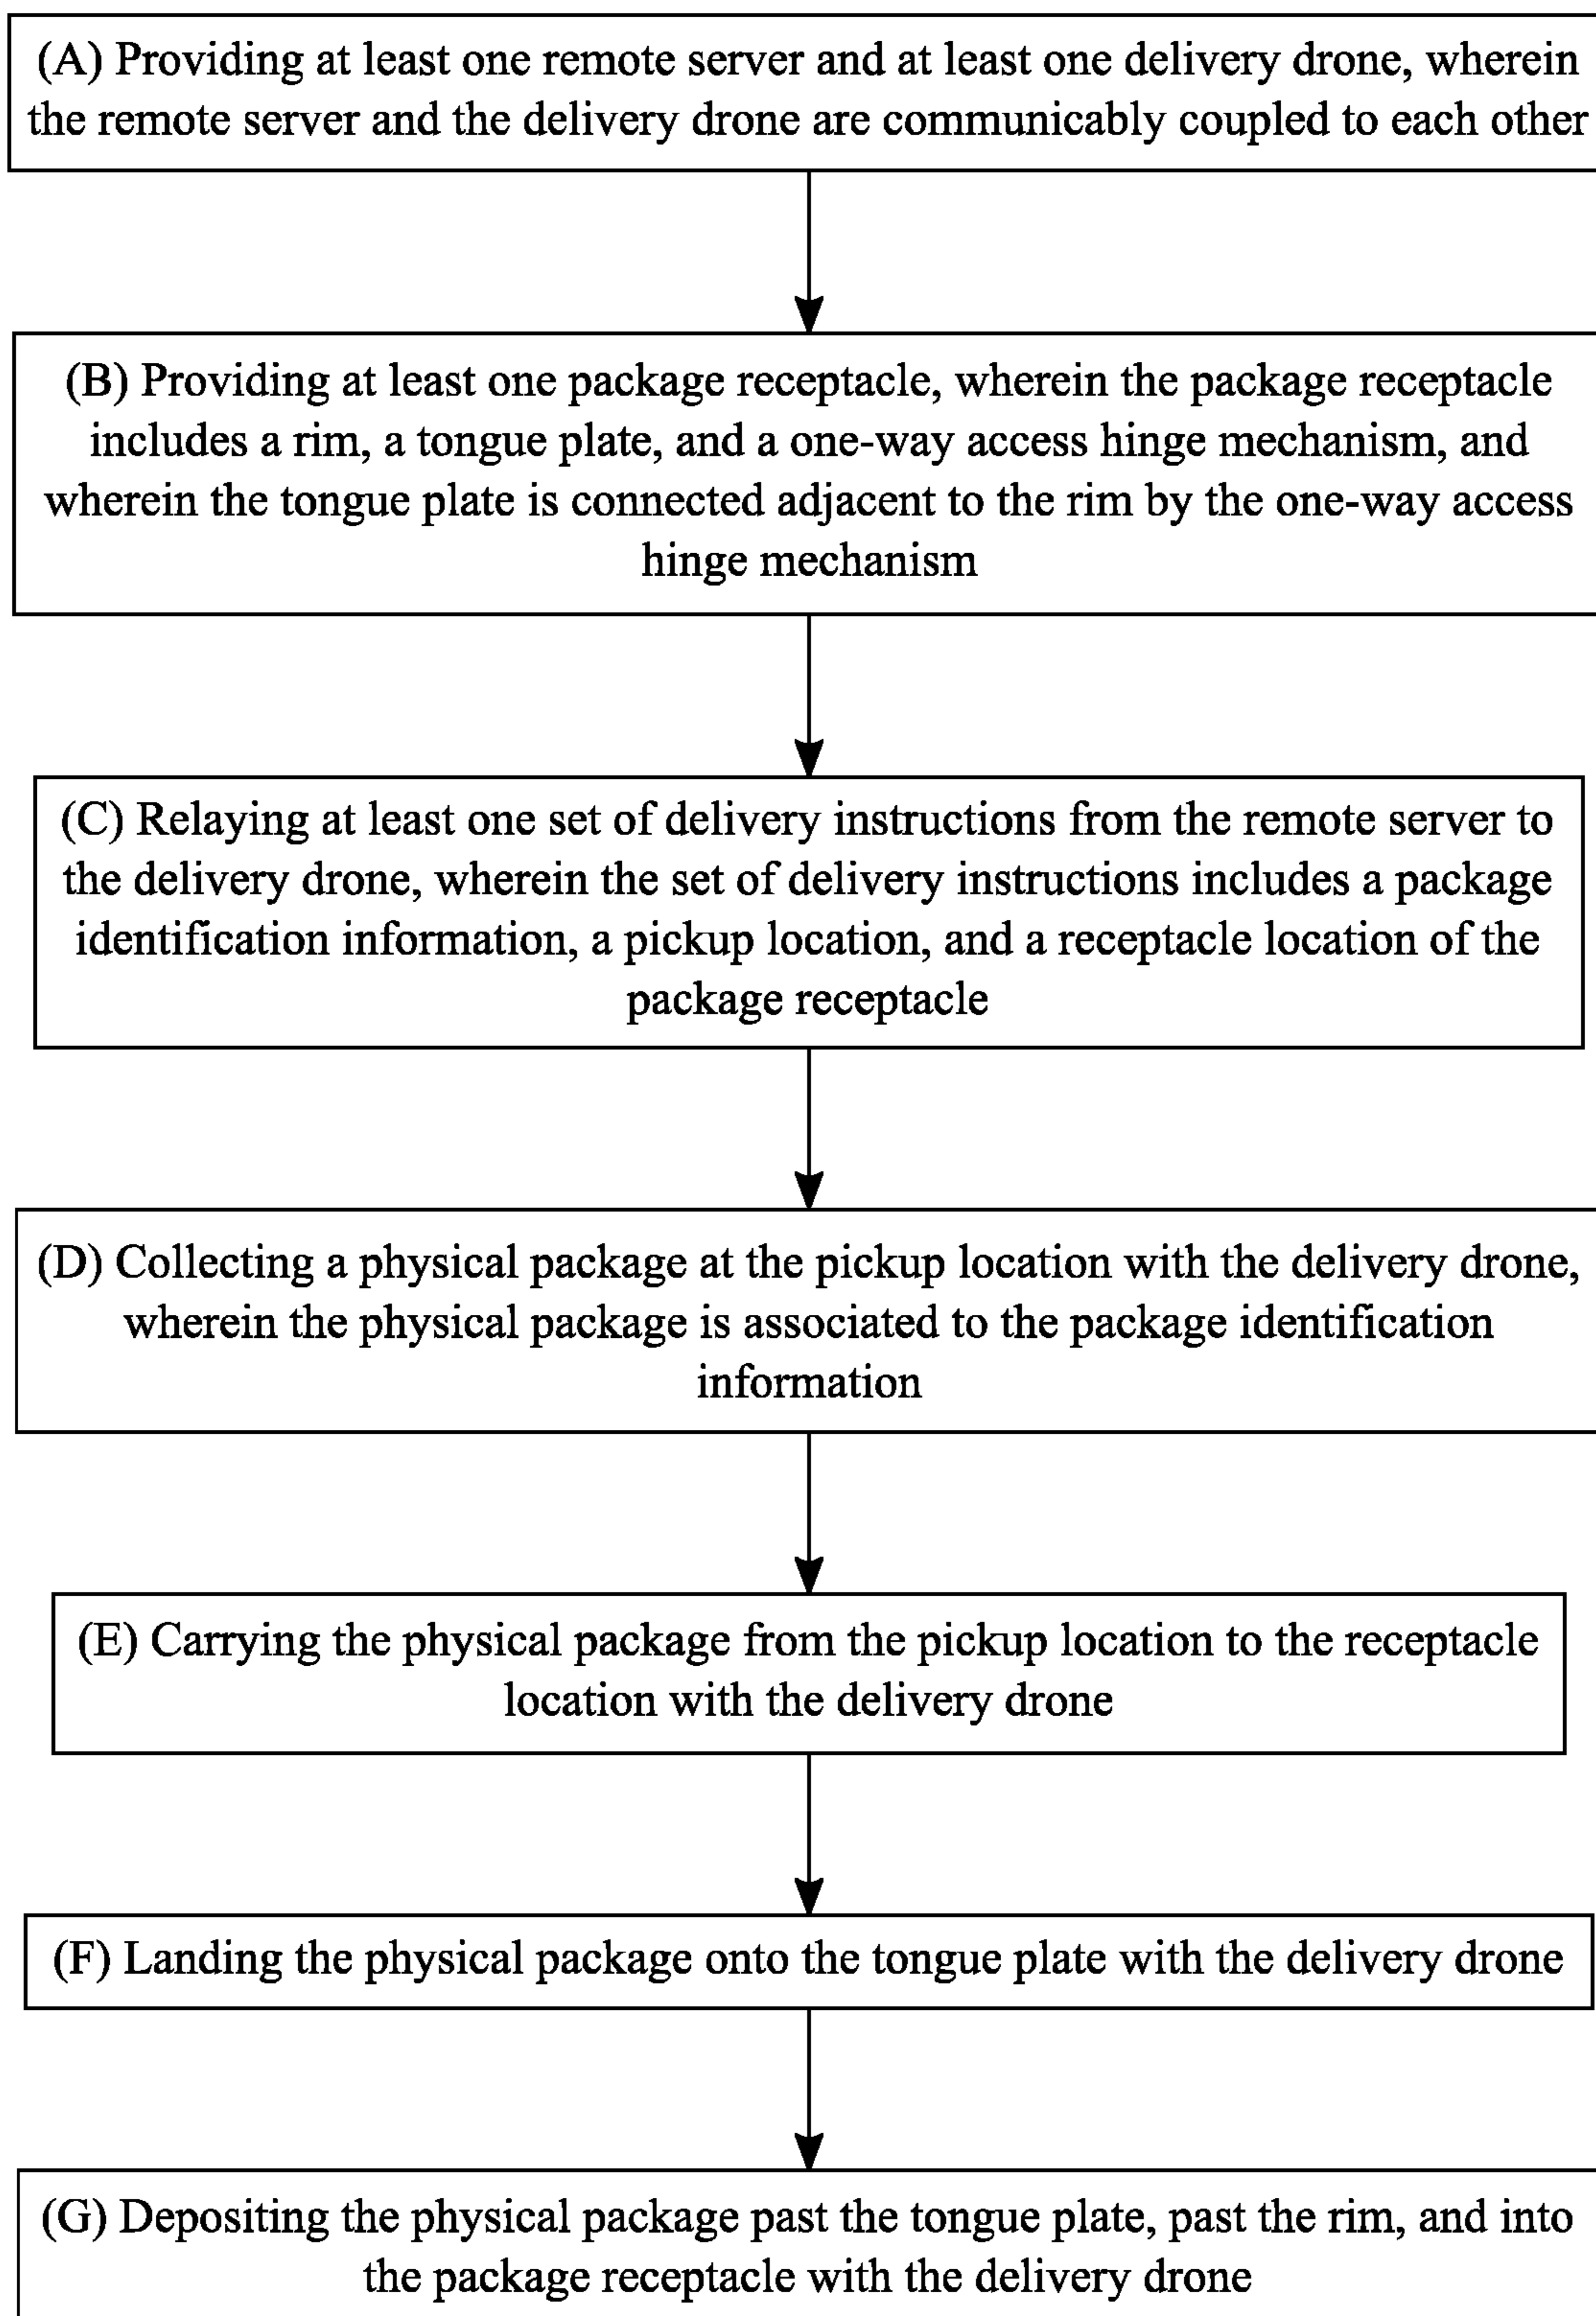 (A) Providing at least one remote server and at least one delivery drone, wherein
the remote server and the delivery drone are communicably coupled to each other
(B) Providing at least one package receptacle, wherein the package receptacle
includes a rim, a tongue plate, and a one-way access hinge mechanism, and
wherein the tongue plate is connected adjacent to the rim by the one-way access
hinge mechanism
(C) Relaying at least one set of delivery instructions from the remote server to
the delivery drone, wherein the set of delivery instructions includes a package
identification information, a pickup location, and a receptacle location of the
package receptacle
(D) Collecting a physical package at the pickup location with the delivery drone,
wherein the physical package is associated to the package identification
information
(E) Carrying the physical package from the pickup location to the receptacle
location with the delivery drone
(F) Landing the physical package onto the tongue plate with the delivery drone
(G) Depositing the physical package past the tongue plate, past the rim, and into
the package receptacle with the delivery drone